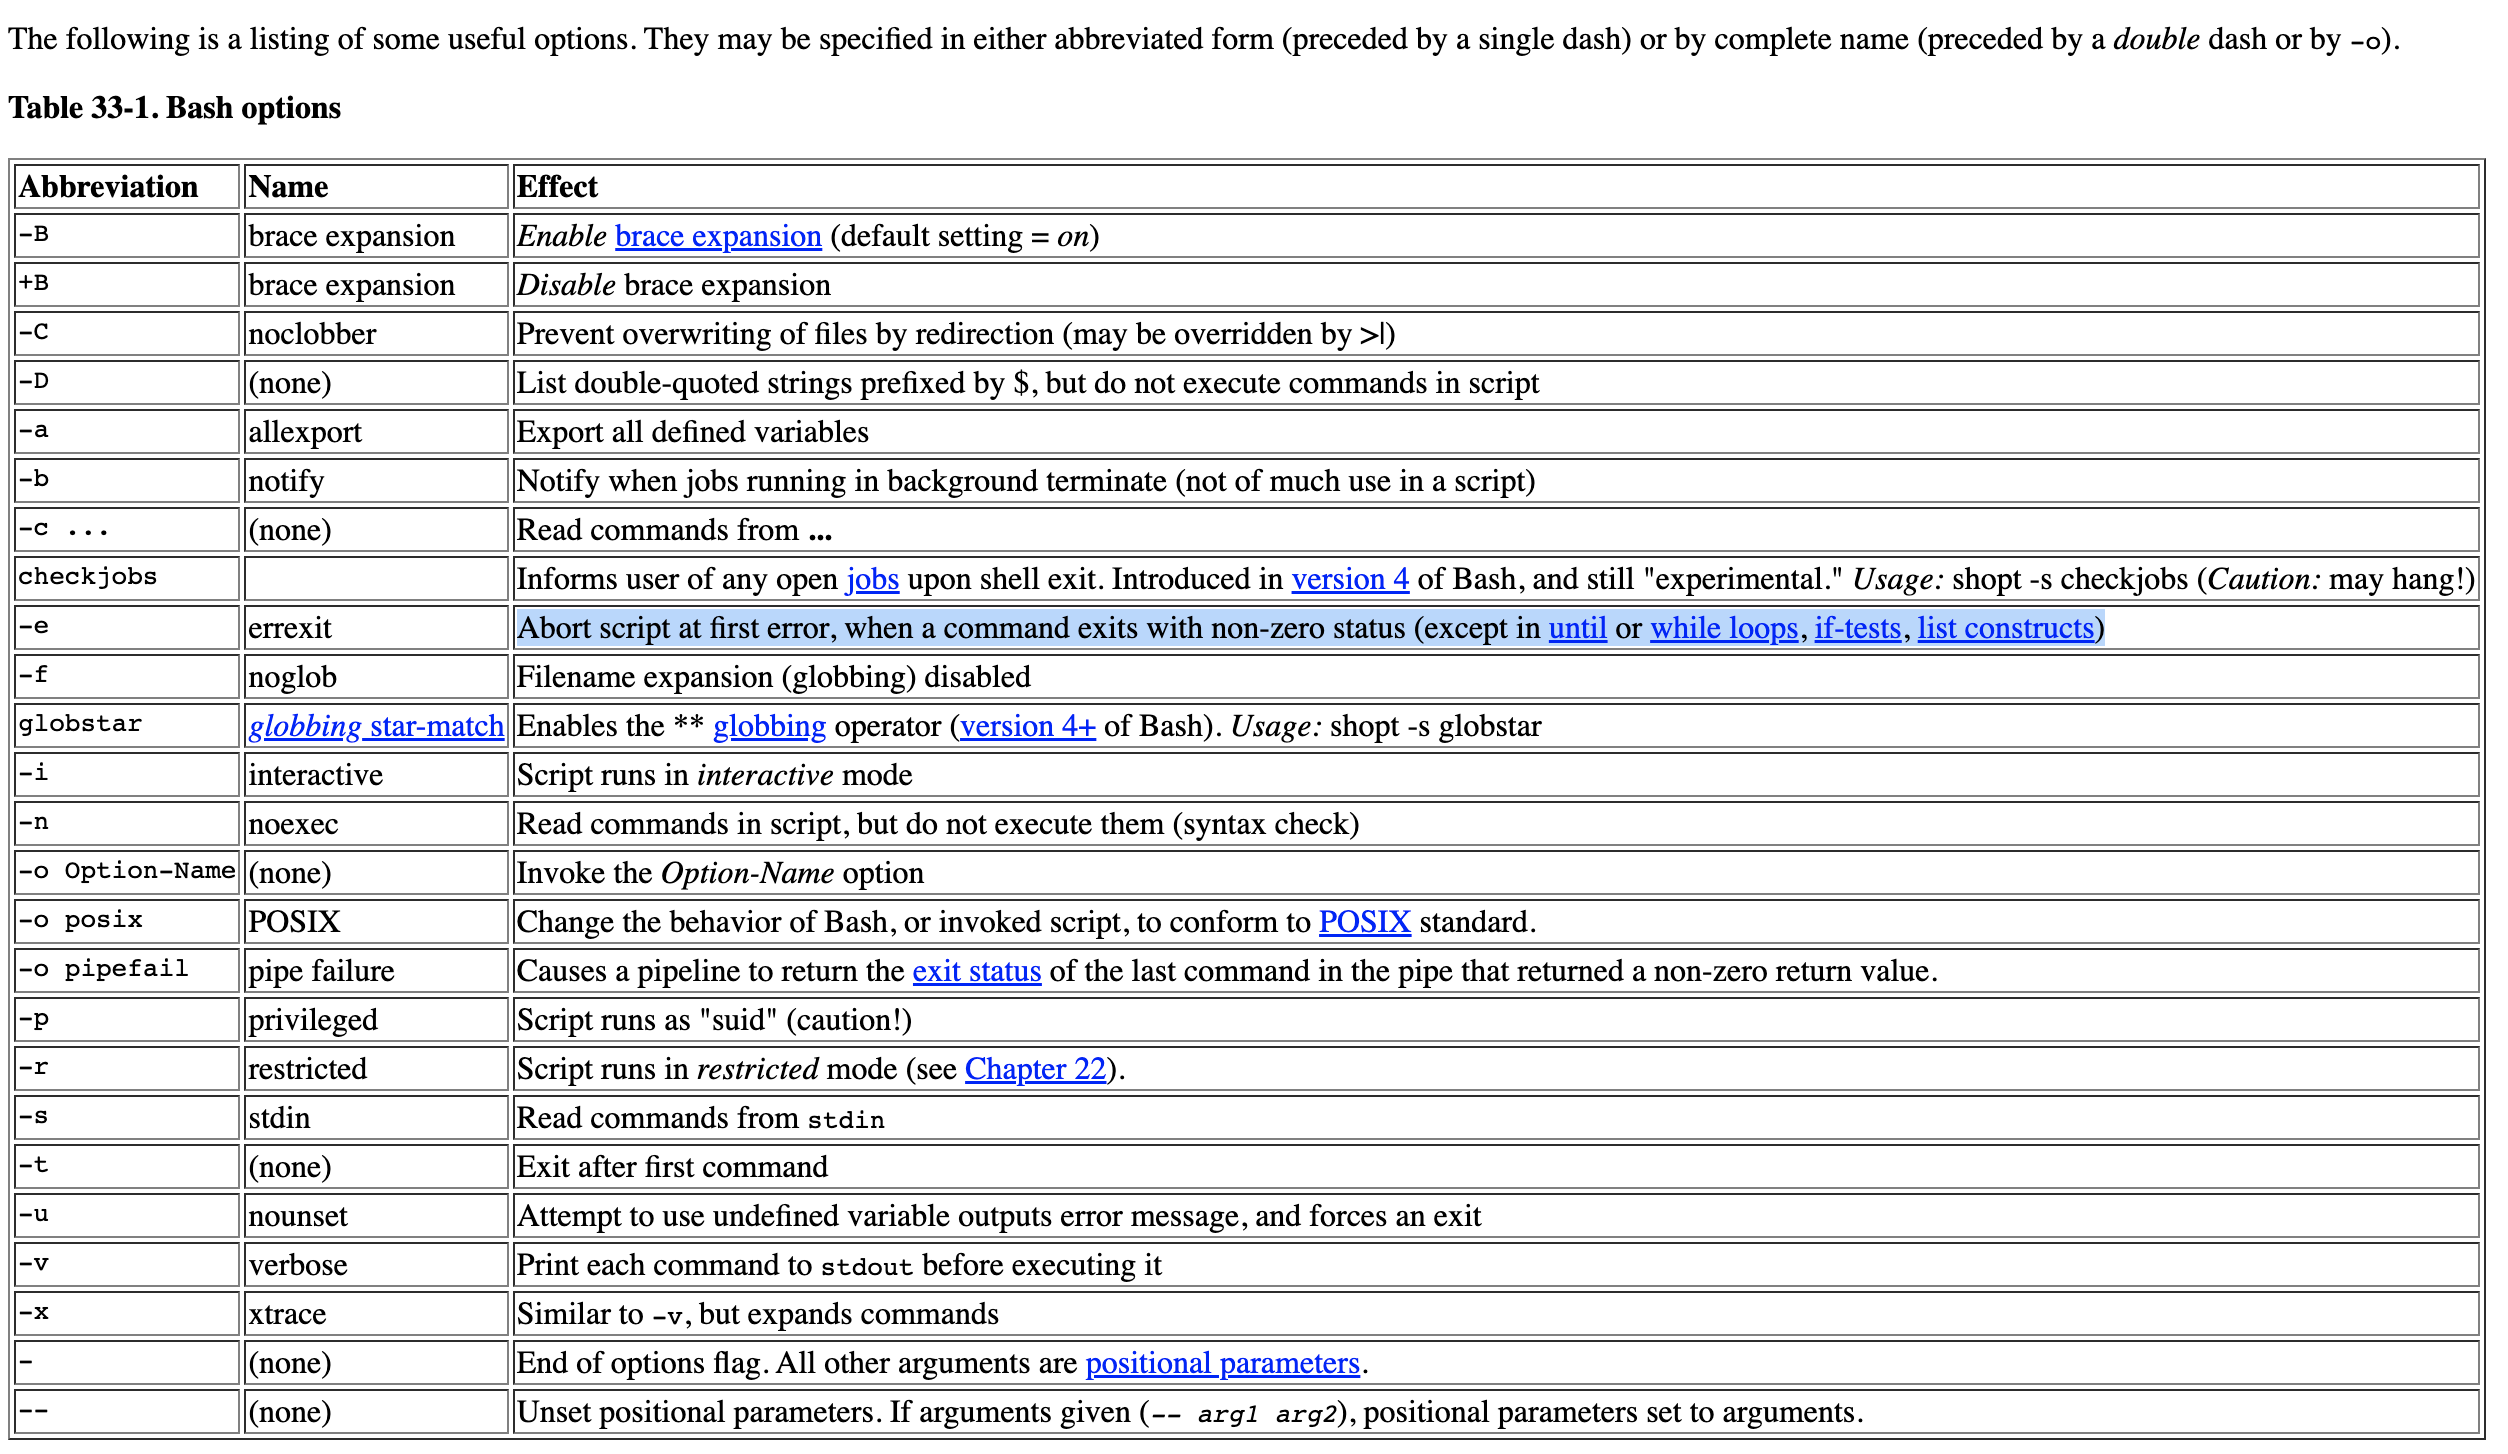 The following is a listing of some useful options. They may be specified in either abbreviated form (preceded by a single dash) or by complete name (preceded by a double dash or by -o).
Table 33-1. Bash options
Abbreviation Name Effect
-B brace expansion Enable brace expansion (default setting = on)
+B brace expansion Disable brace expansion
-C noclobber Prevent overwriting of files by redirection (may be overridden by >|)
-D (none) List double-quoted strings prefixed by $, but do not execute commands in script
-a allexport Export all defined variables
-b notify Notify when jobs running in background terminate (not of much use in a script)
-c ... (none) Read commands from ...
checkjobs Informs user of any open jobs upon shell exit. Introduced in version 4 of Bash, and still "experimental." Usage: shopt -s checkjobs (Caution: may hang!)
-e errexit Abort script at first error, when a command exits with non-zero status (except in until or while loops, if-tests, list constructs)
-f noglob Filename expansion (globbing) disabled
globstar globbing star-match Enables the ** globbing operator (version 4+ of Bash). Usage: shopt -s globstar
-i interactive Script runs in interactive mode
-n noexec Read commands in script, but do not execute them (syntax check)
-o Option-Name (none) Invoke the Option-Name option
-o posix POSIX Change the behavior of Bash, or invoked script, to conform to POSIX standard.
-o pipefail pipe failure Causes a pipeline to return the exit status of the last command in the pipe that returned a non-zero return value.
-p privileged Script runs as "suid" (caution!)
-r restricted Script runs in restricted mode (see Chapter 22).
-s stdin Read commands from stdin
-t (none) Exit after first command
-u nounset Attempt to use undefined variable outputs error message, and forces an exit
-v verbose Print each command to stdout before executing it
-x xtrace Similar to -v, but expands commands
- (none) End of options flag. All other arguments are positional parameters.
-- (none) Unset positional parameters. If arguments given (-- arg1 arg2), positional parameters set to arguments.